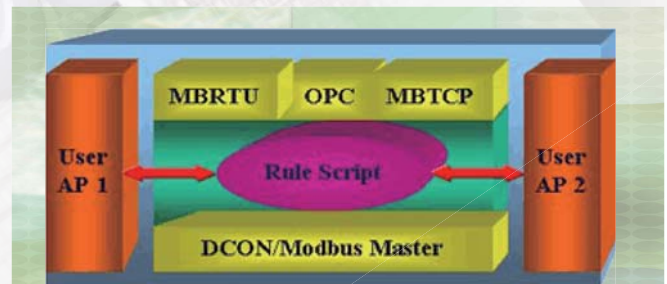 MBRTU OPC MBTCP
User
AP 1
Rule Script
User
AP 2
DCON/Modbus Master